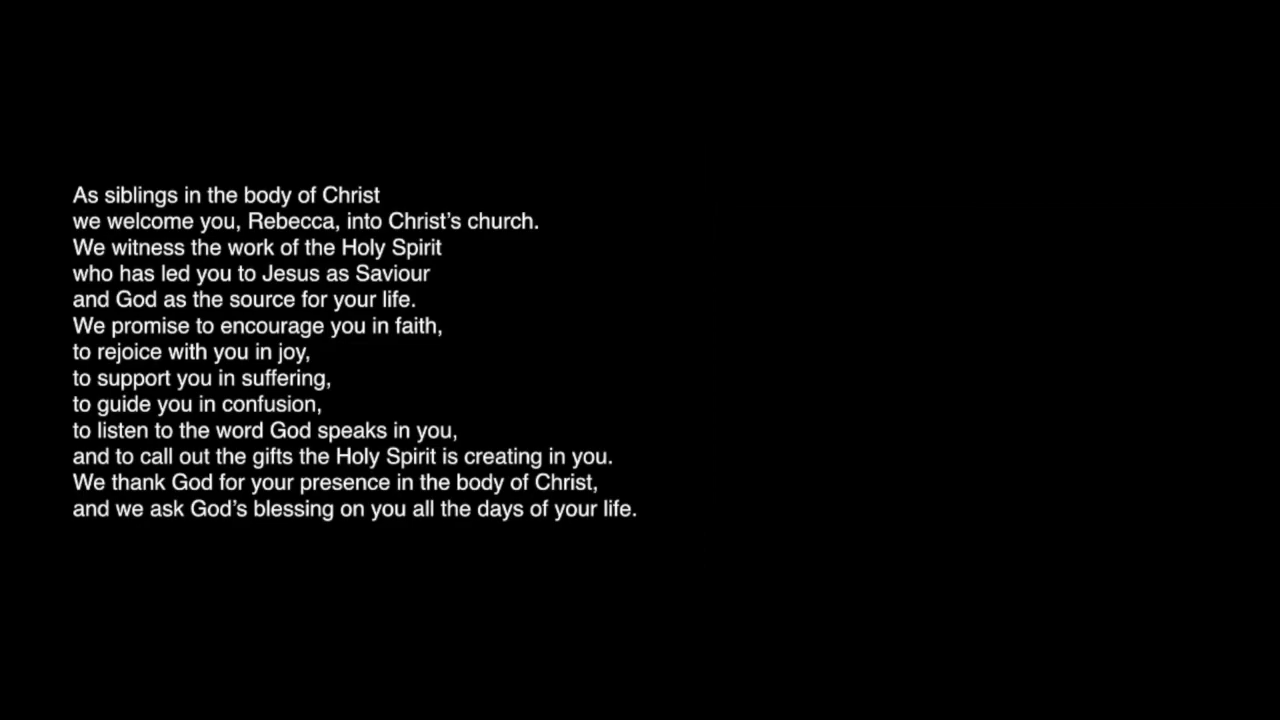 As siblings in the body of Christ
we welcome you, Rebecca, into Christ’s church.
We witness the work of the Holy Spirit
who has led you to Jesus as Saviour
and God as the source for your life.
We promise to encourage you in faith,
to rejoice with you in joy,
to support you in suffering,
to guide you in confusion,
to listen to the word God speaks in you,
and to call out the gifts the Holy Spirit is creating in you.
We thank God for your presence in the body of Christ,
and we ask God’s blessing on you all the days of your life.